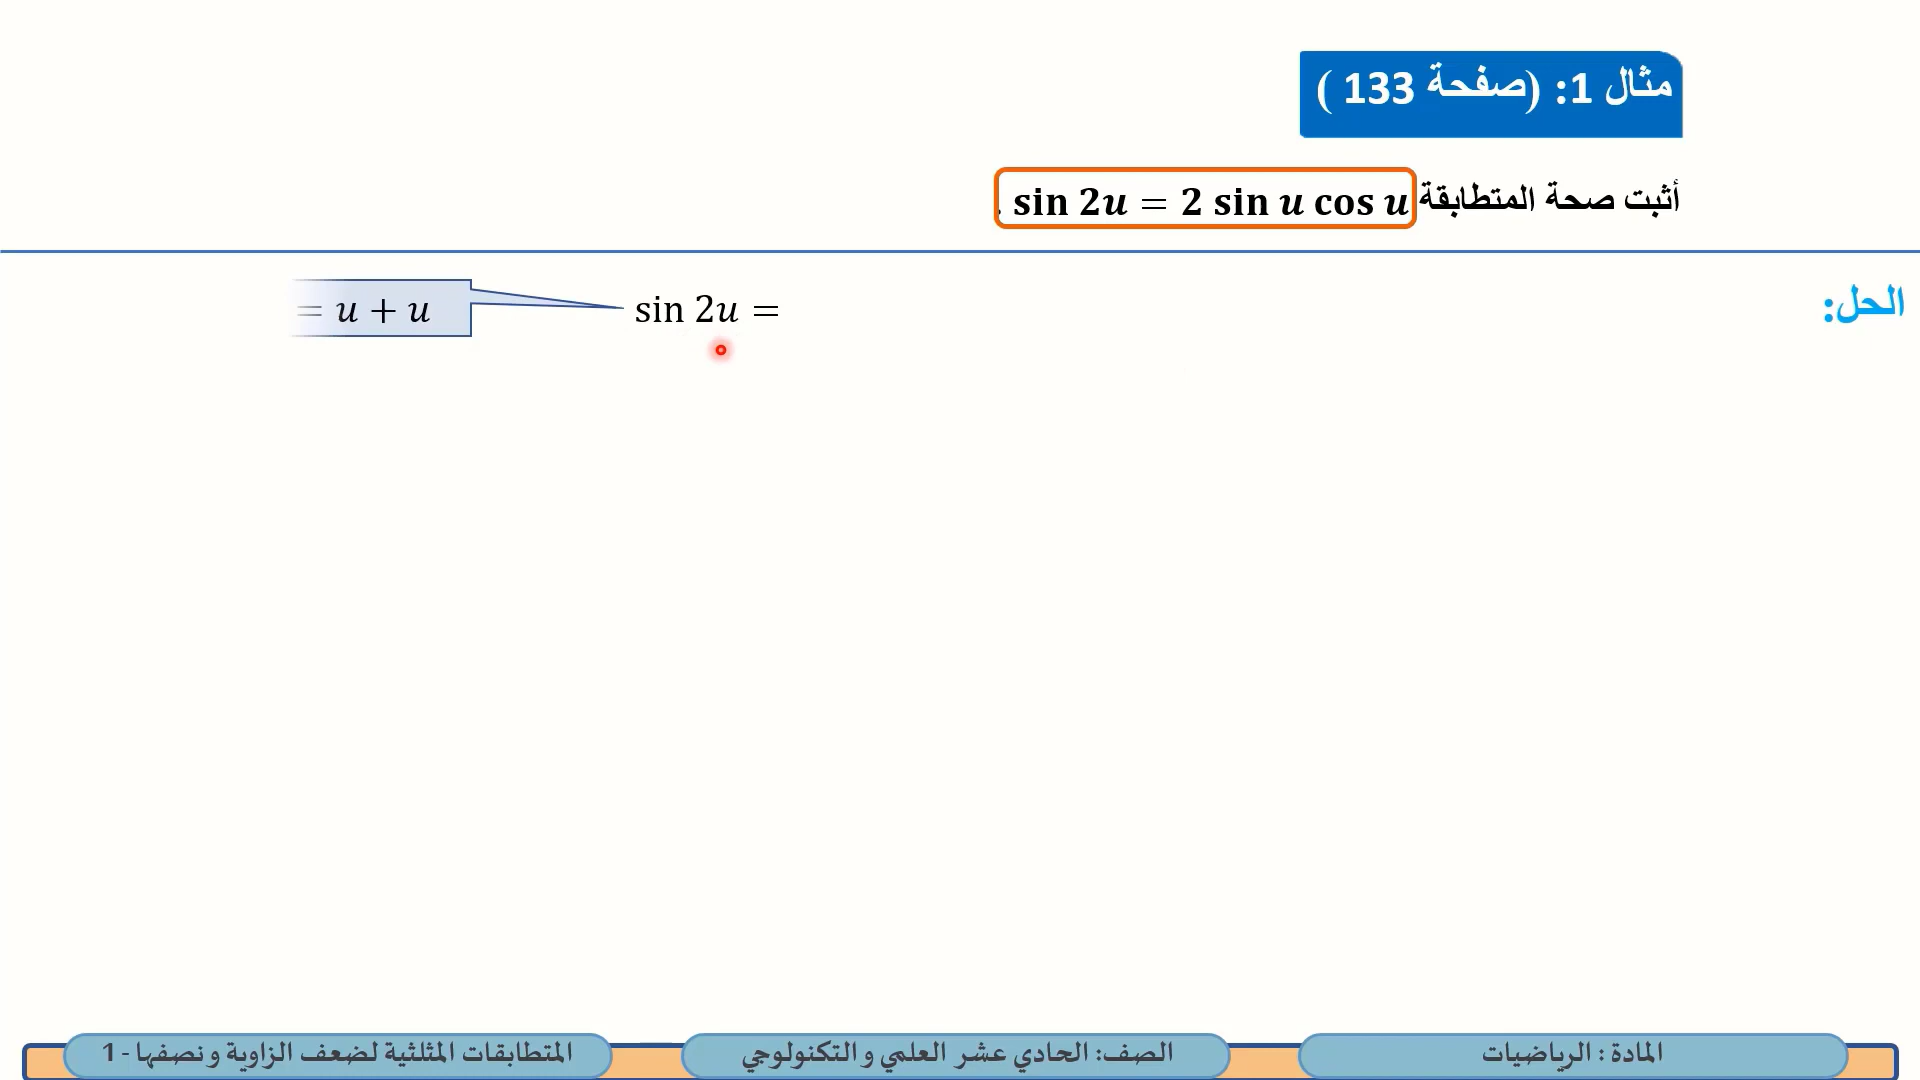 مثال 1: (صفحة 133 )
أثبت صحة المتطابقة sin 2u = 2 sin u cos u .
الحل:
sin 2u =
= u + u
المادة : الرياضيات
الصف: الحادي عشر العلمي و التكنولوجي
المتطابقات المثلثية لضعف الزاوية و نصفها - 1